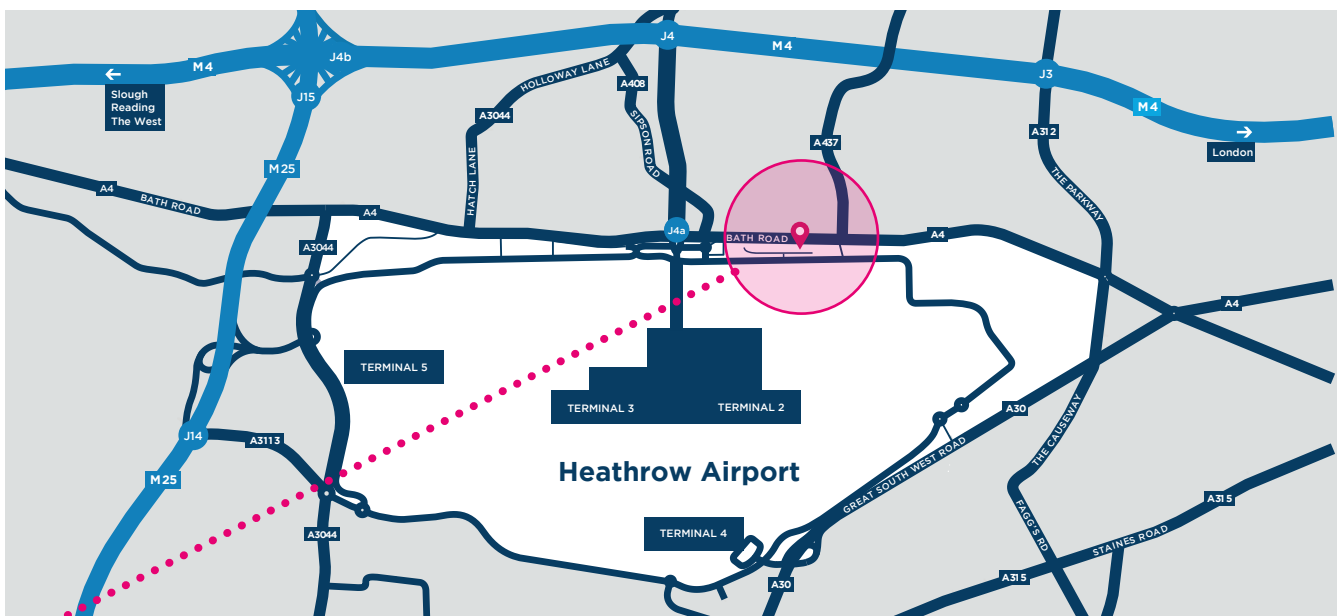 J4
M4
M4
J4b
HOLLOWAY LANE
J3
←
Slough
Reading
The West
J15
A408
M4
A3044
SIPSON ROAD
A437
A312
→
London
M25
HATCH LANE
THE PARKWAY
A4
BATH ROAD
A4
J4a
BATH ROAD
A4
A3044
A4
TERMINAL 5
TERMINAL 3
TERMINAL 2
A30
THE CAUSEWAY
J14
A3113
GREAT SOUTH WEST ROAD
Heathrow Airport
M25
A315
FAGG'S RD
A3044
TERMINAL 4
STAINES ROAD
A30
A315